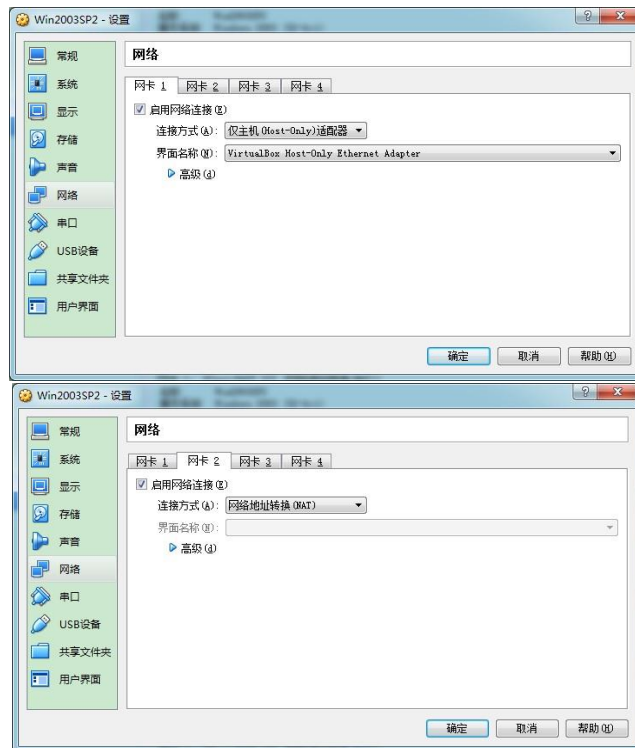 Win2003SP2 - 设置
常规
系统
显示
存储
声音
网络
串口
USB设备
共享文件夹
用户界面
网络
网卡 1 网卡 2 网卡 3 网卡 4
启用网络连接(E)
连接方式(A): 仅主机(Host-Only)适配器
界面名称(N): VirtualBox Host-Only Ethernet Adapter
高级(d)
确定 取消 帮助(H)
Win2003SP2 - 设置
常规
系统
显示
存储
声音
网络
串口
USB设备
共享文件夹
用户界面
网络
网卡 1 网卡 2 网卡 3 网卡 4
启用网络连接(E)
连接方式(A): 网络地址转换(NAT)
界面名称(N):
高级(d)
确定 取消 帮助(H)